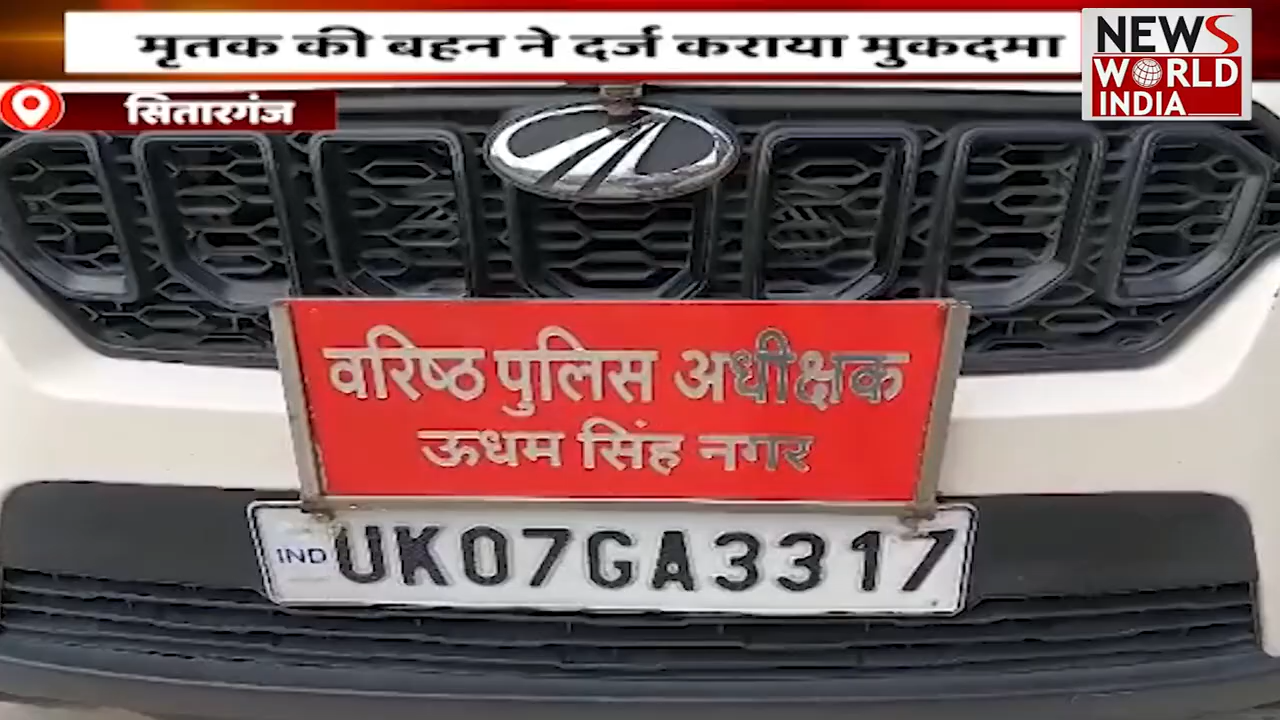 मृतक की बहन ने दर्ज कराया मुकदमा
NEWS
WORLD
INDIA
सितारगंज
वरिष्ठ पुलिस अधीक्षक
ऊधम सिंह नगर
IND UK07GA3317